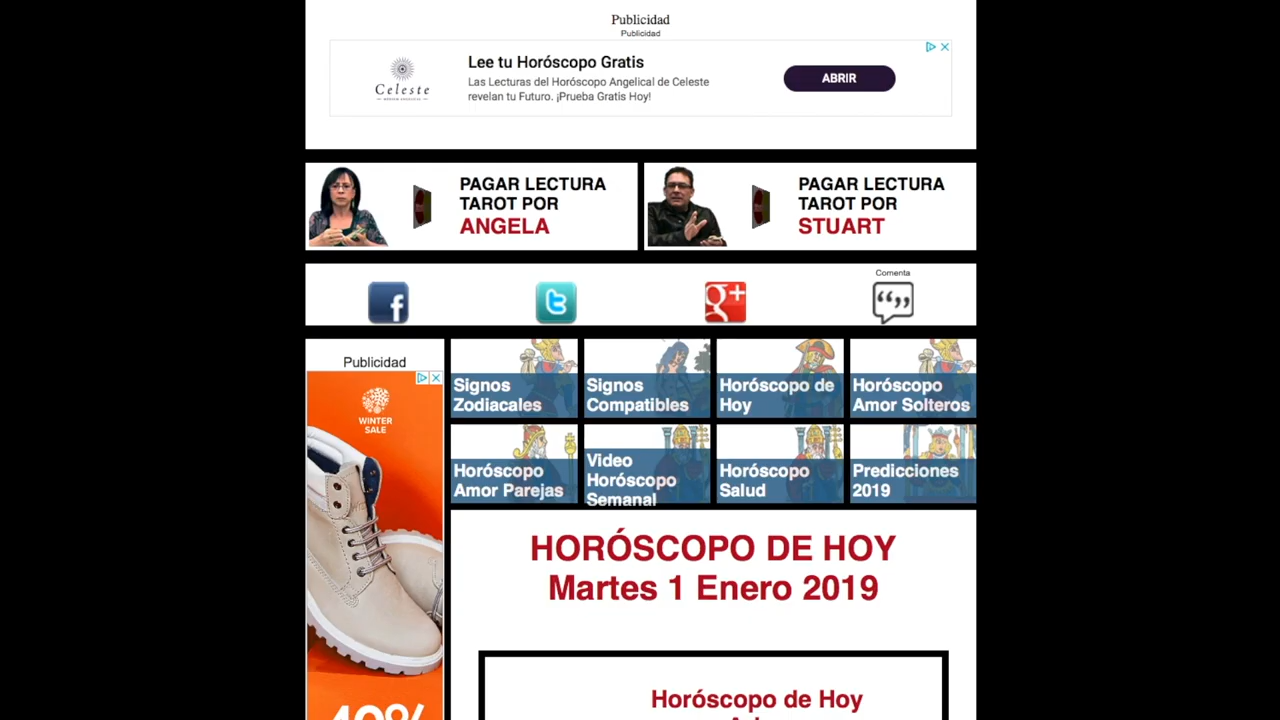 Publicidad
Publicidad
Lee tu Horóscopo Gratis
Las Lecturas del Horóscopo Angelical de Celeste
revelan tu Futuro. ¡Prueba Gratis Hoy!
Celeste
ABRIR
PAGAR LECTURA
TAROT POR
ANGELA
PAGAR LECTURA
TAROT POR
STUART
Comenta
Publicidad
WINTER
SALE
40%
Signos
Zodiacales
Signos
Compatibles
Horóscopo de
Hoy
Horóscopo
Amor Solteros
Horóscopo
Amor Parejas
Video
Horóscopo
Semanal
Horóscopo
Salud
Predicciones
2019
HORÓSCOPO DE HOY
Martes 1 Enero 2019
Horóscopo de Hoy